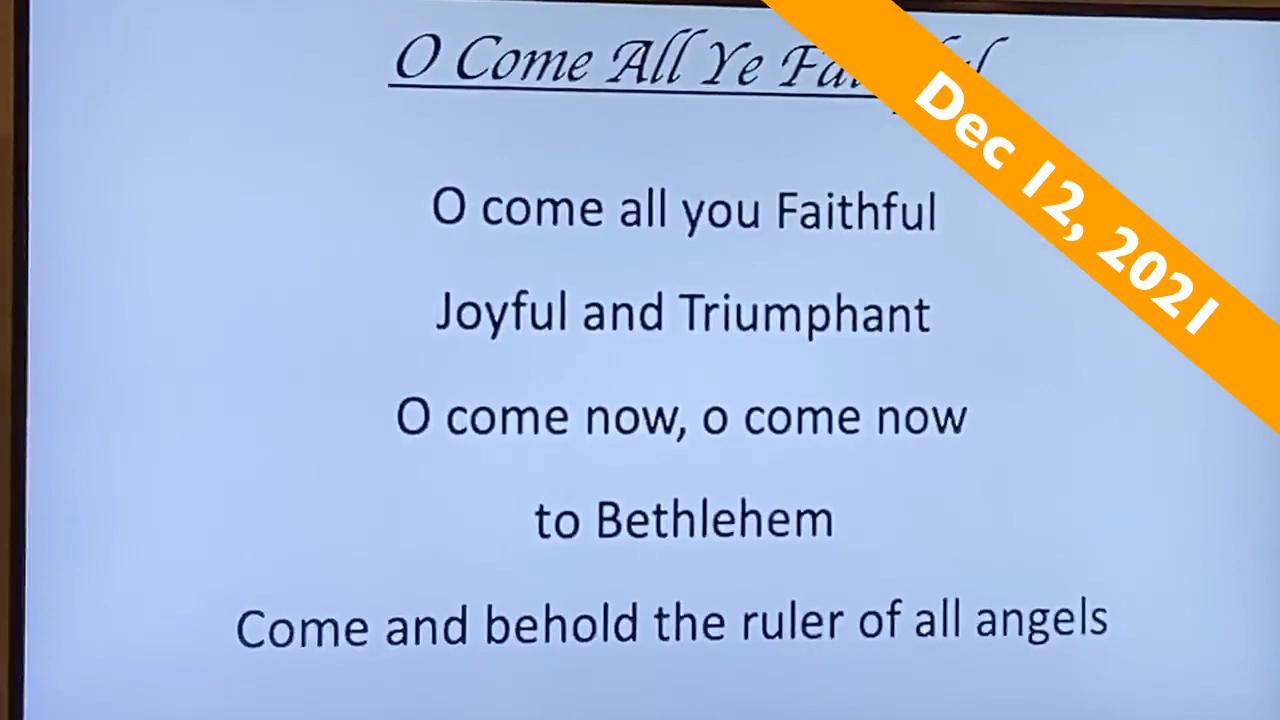 O Come All Ye
Dec 12, 2021
O come all you Faithful
Joyful and Triumphant
O come now, o come now
to Bethlehem
Come and behold the ruler of all angels